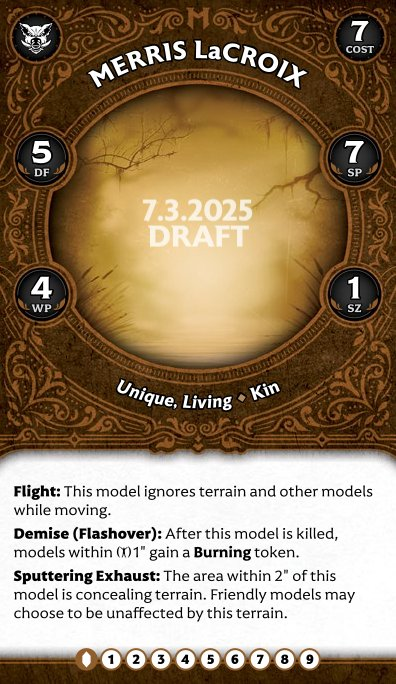 7
COST
MERRIS LaCROIX
5
DF
7
SP
7.3.2025
DRAFT
4
WP
1
SZ
Unique, Living ♦ Kin
Flight: This model ignores terrain and other models
while moving.
Demise (Flashover): After this model is killed,
models within 1" gain a Burning token.
Sputtering Exhaust: The area within 2" of this
model is concealing terrain. Friendly models may
choose to be unaffected by this terrain.
1 2 3 4 5 6 7 8 9